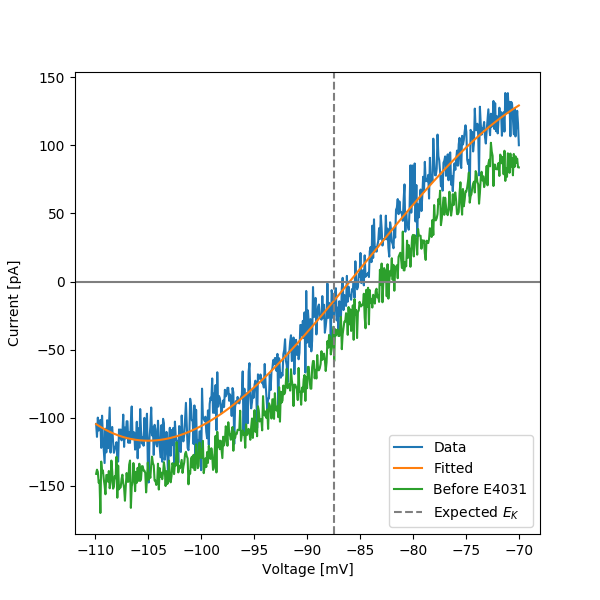 150
100
50
0
−50
−100
−150
Current [pA]
−110 −105 −100 −95 −90 −85 −80 −75 −70
Voltage [mV]
Data
Fitted
Before E4031
Expected $E_K$